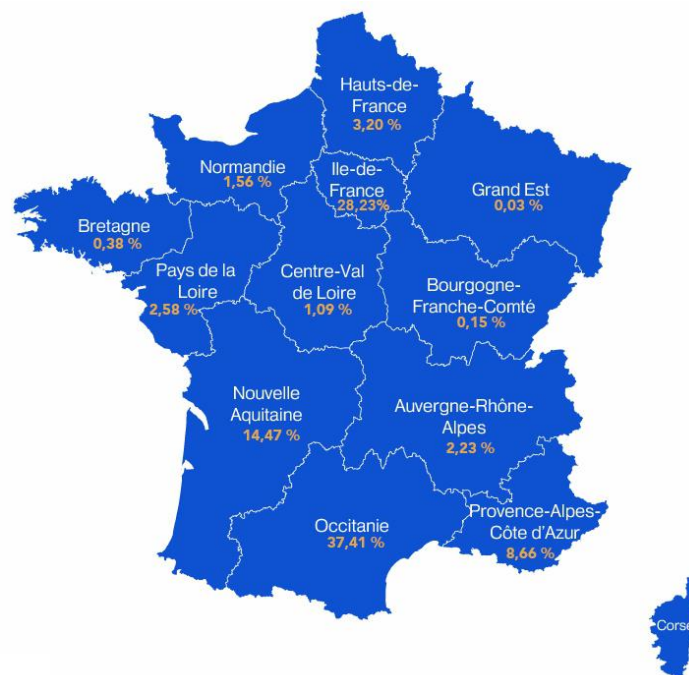 Hauts-de-
France
3,20 %
Normandie
1,56 %
Ile-de-
France
28,23%
Grand Est
0,03 %
Bretagne
0,38 %
Pays de la
Loire
2,58 %
Centre-Val
de Loire
1,09 %
Bourgogne-
Franche-Comté
0,15 %
Nouvelle
Aquitaine
14,47 %
Auvergne-Rhône-
Alpes
2,23 %
Occitanie
37,41 %
Provence-Alpes-
Côte d'Azur
8,66 %
Corse